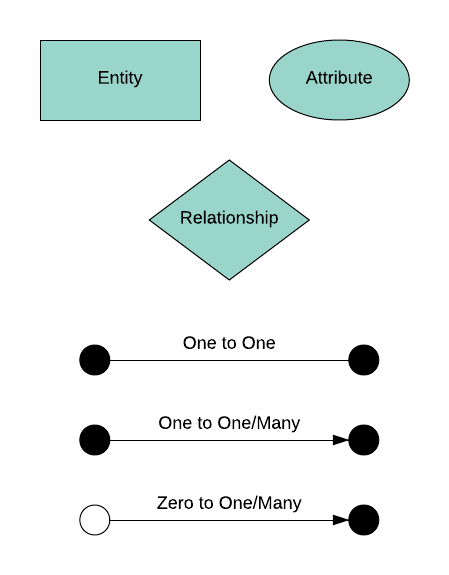 Entity
Attribute
Relationship
One to One
One to One/Many
Zero to One/Many